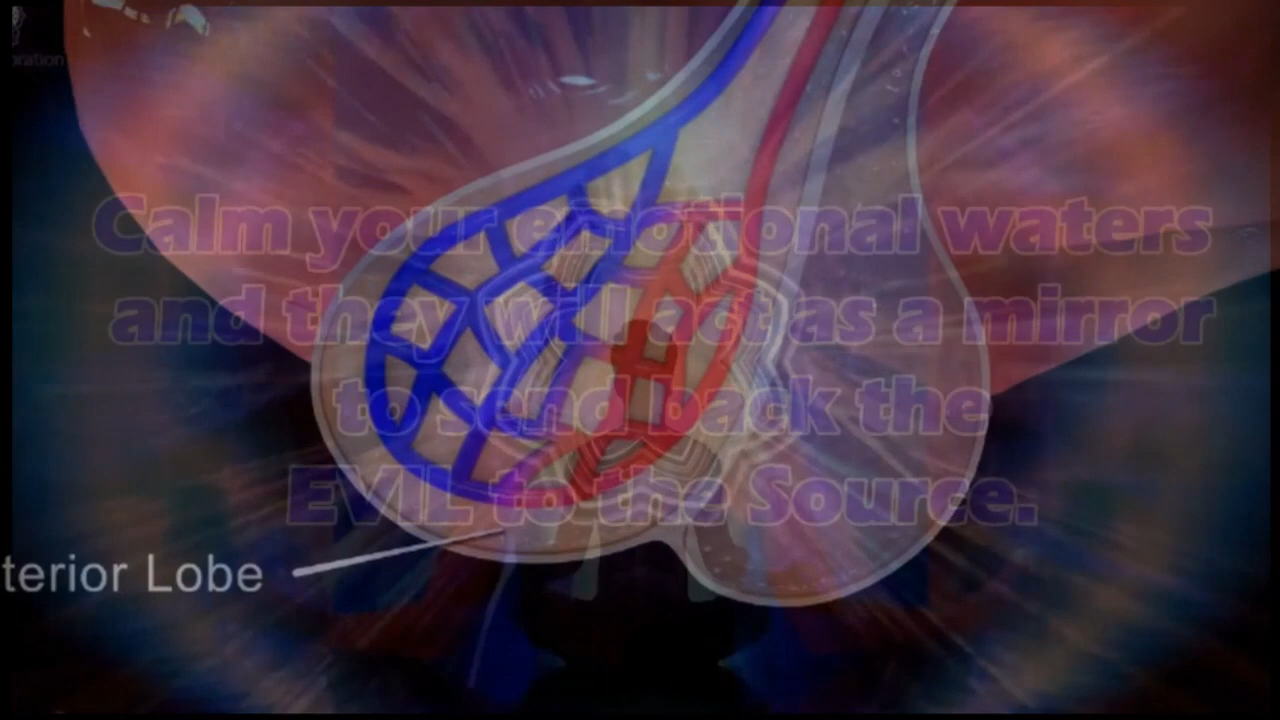 oration
Calm your emotional waters
and they will act as a mirror
to send back the
EVIL to the Source.
terior Lobe